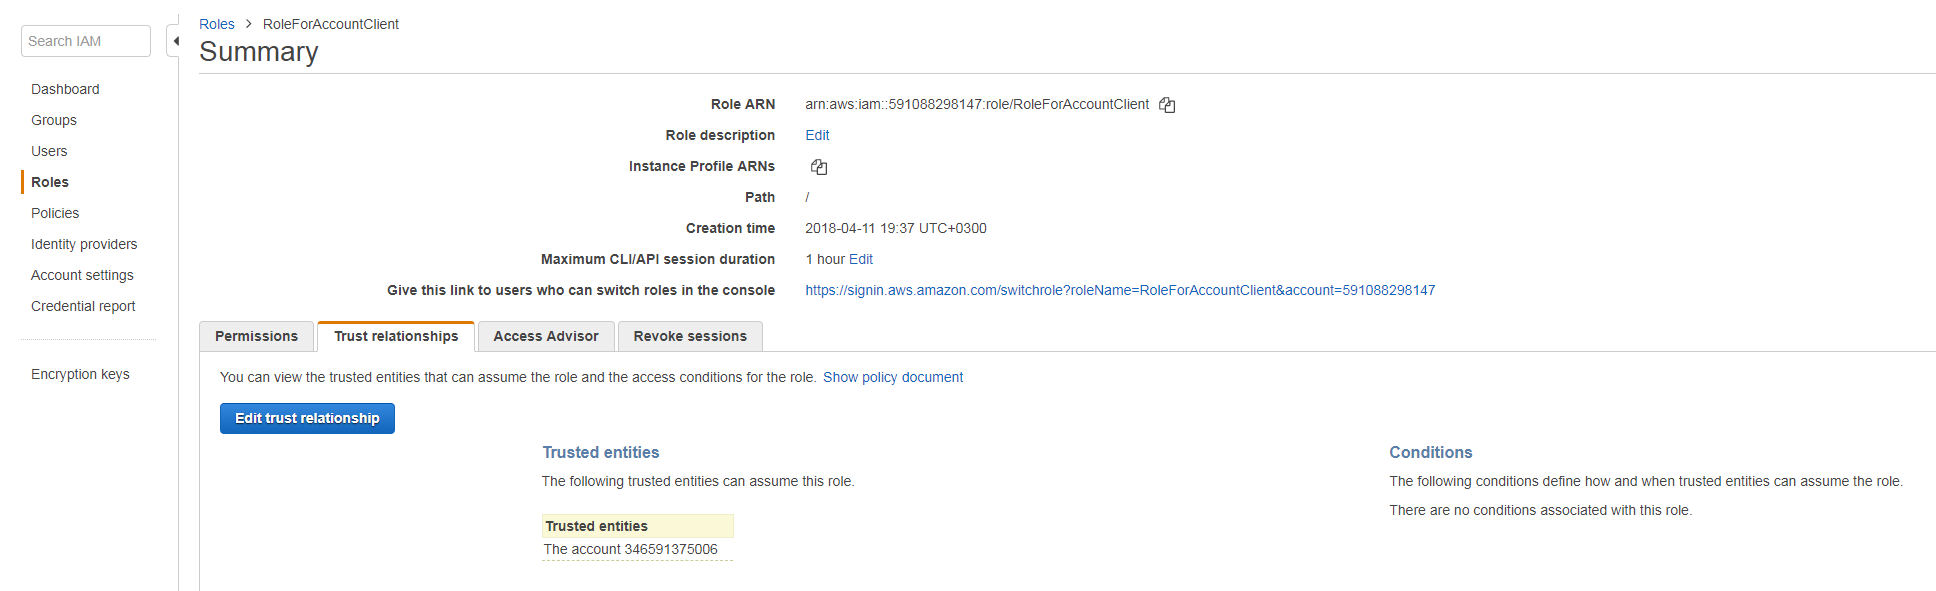 Search IAM
Dashboard
Groups
Users
Roles
Policies
Identity providers
Account settings
Credential report
Encryption keys
Roles > RoleForAccountClient
Summary
Role ARN arn:aws:iam::591088298147:role/RoleForAccountClient
Role description Edit
Instance Profile ARNs
Path /
Creation time 2018-04-11 19:37 UTC+0300
Maximum CLI/API session duration 1 hour Edit
Give this link to users who can switch roles in the console https://signin.aws.amazon.com/switchrole?roleName=RoleForAccountClient&account=591088298147
Permissions Trust relationships Access Advisor Revoke sessions
You can view the trusted entities that can assume the role and the access conditions for the role. Show policy document
Edit trust relationship
Trusted entities
The following trusted entities can assume this role.
Trusted entities
The account 346591375006
Conditions
The following conditions define how and when trusted entities can assume the role.
There are no conditions associated with this role.